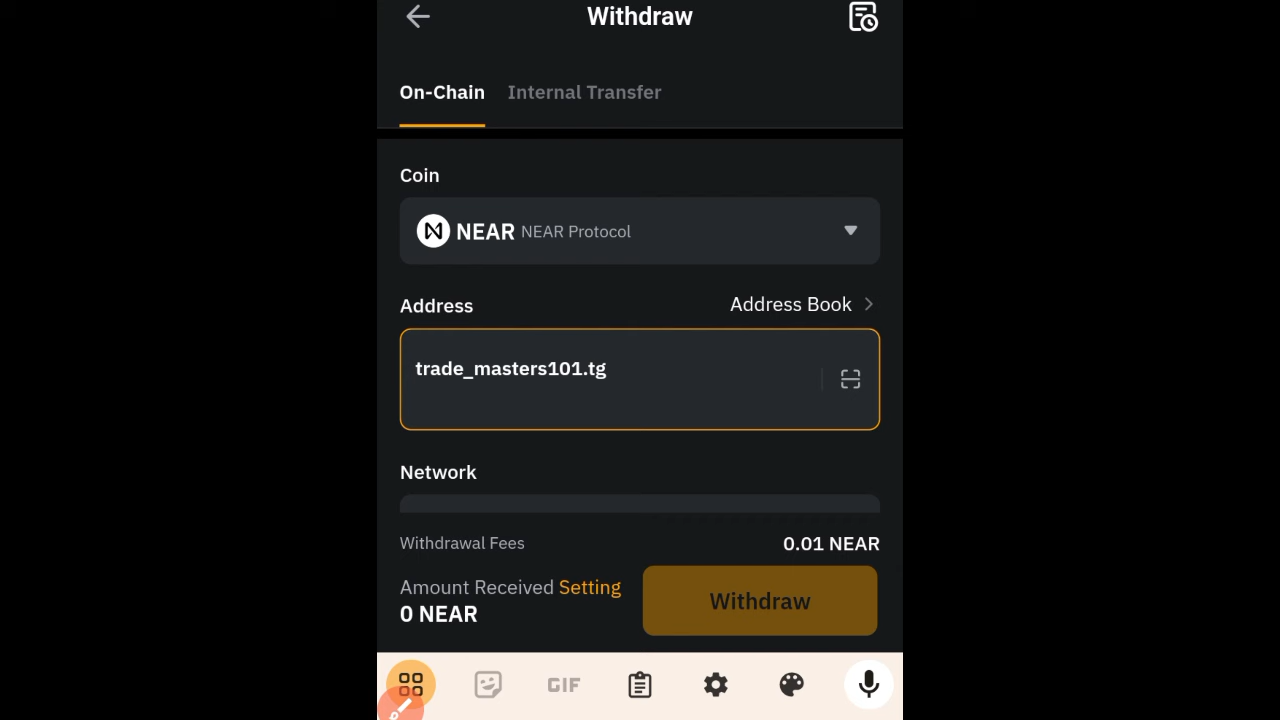 Withdraw
On-Chain Internal Transfer
Coin
NEAR NEAR Protocol
Address Address Book
trade_masters101.tg
Network
Withdrawal Fees 0.01 NEAR
Amount Received Setting
0 NEAR
Withdraw
GIF